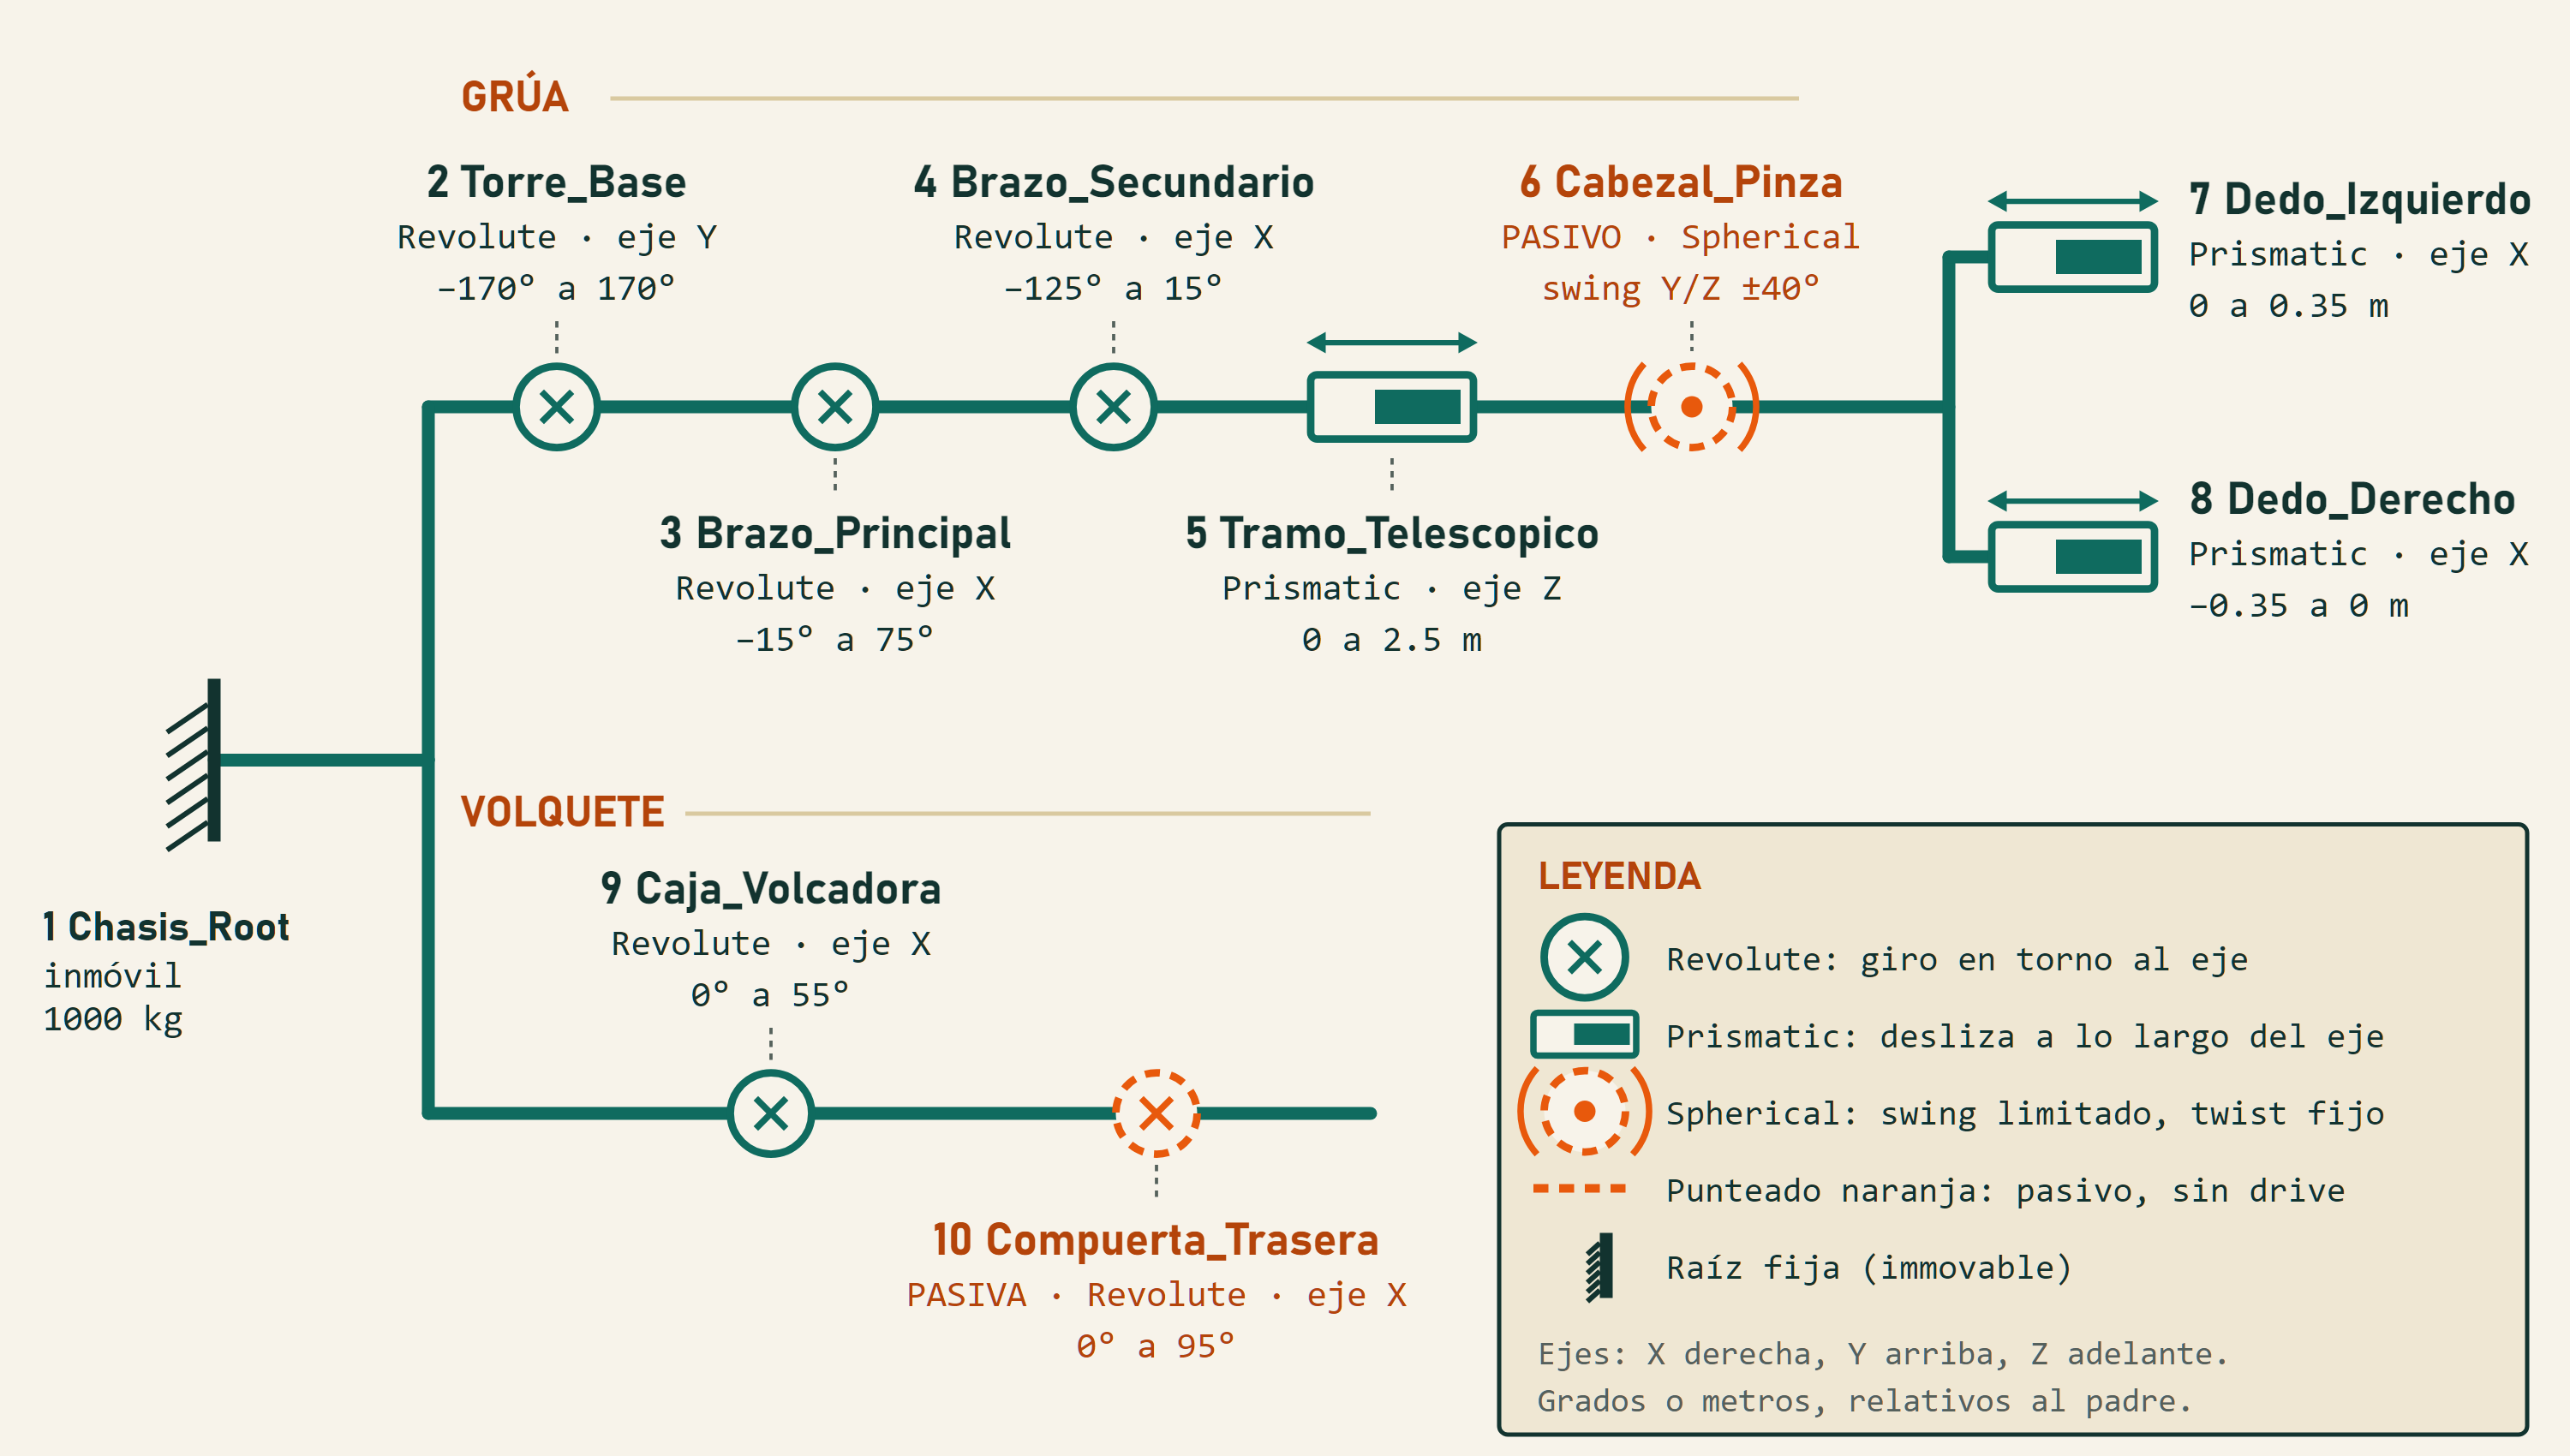 GRÚA
2 Torre_Base
Revolute · eje Y
−170° a 170°
4 Brazo_Secundario
Revolute · eje X
−125° a 15°
6 Cabezal_Pinza
PASIVO · Spherical
swing Y/Z ±40°
7 Dedo_Izquierdo
Prismatic · eje X
0 a 0.35 m
3 Brazo_Principal
Revolute · eje X
−15° a 75°
5 Tramo_Telescopico
Prismatic · eje Z
0 a 2.5 m
8 Dedo_Derecho
Prismatic · eje X
−0.35 a 0 m
1 Chasis_Root
inmóvil
1000 kg
VOLQUETE
9 Caja_Volcadora
Revolute · eje X
0° a 55°
10 Compuerta_Trasera
PASIVA · Revolute · eje X
0° a 95°
LEYENDA
Revolute: giro en torno al eje
Prismatic: desliza a lo largo del eje
Spherical: swing limitado, twist fijo
Punteado naranja: pasivo, sin drive
Raíz fija (immovable)
Ejes: X derecha, Y arriba, Z adelante.
Grados o metros, relativos al padre.